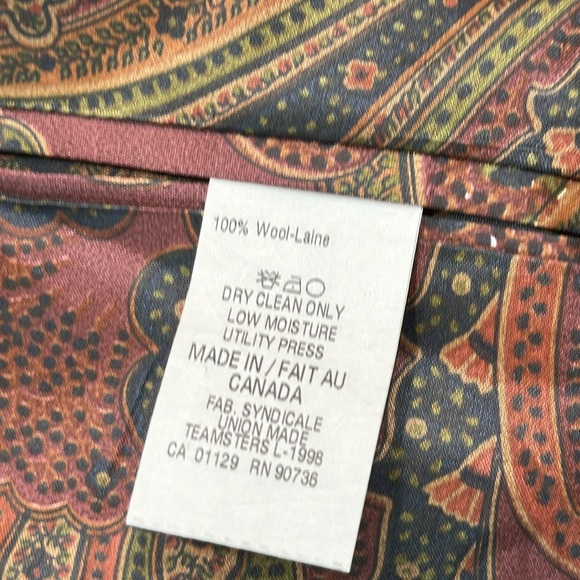 100% Wool-Laine
DRY CLEAN ONLY
LOW MOISTURE
UTILITY PRESS
MADE IN / FAIT AU
CANADA
FAB. SYNDICALE
UNION MADE
TEAMSTERS L-1998
CA 01129 RN 90736